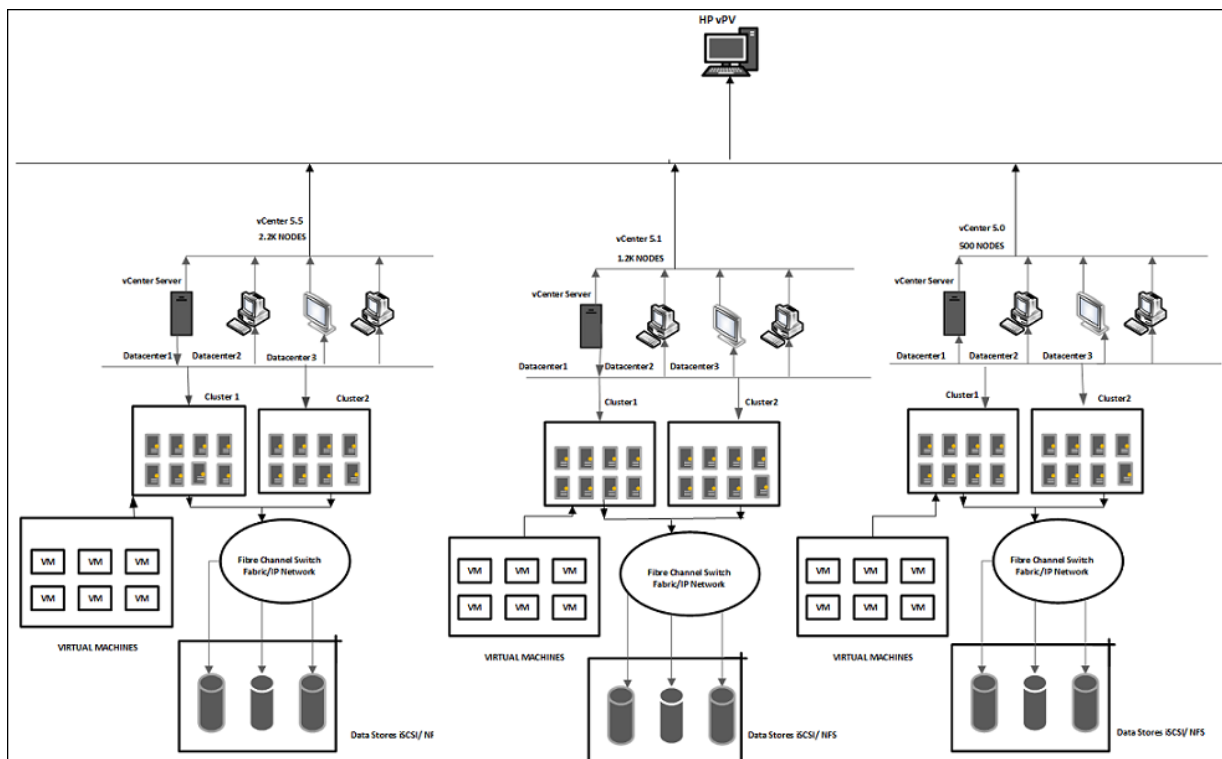 HP vPV
vCenter 5.5
2.2K NODES
vCenter Server
Datacenter1
Datacenter2
Datacenter3
Cluster 1
Cluster2
VM
VM
VM
VM
VM
VM
VIRTUAL MACHINES
Fibre Channel Switch
Fabric/IP Network
Data Stores iSCSI/ NF
vCenter 5.1
1.2K NODES
vCenter Server
Datacenter1
Datacenter2
Datacenter3
Cluster1
Cluster2
VM
VM
VM
VM
VM
VM
VIRTUAL MACHINES
Fibre Channel Switch
Fabric/IP Network
Data Stores iSCSI/ NFS
vCenter 5.0
500 NODES
vCenter Server
Datacenter1
Datacenter2
Datacenter3
Cluster1
Cluster2
VM
VM
VM
VM
VM
VM
VIRTUAL MACHINES
Fibre Channel Switch
Fabric/IP Network
Data Stores iSCSI/ NFS